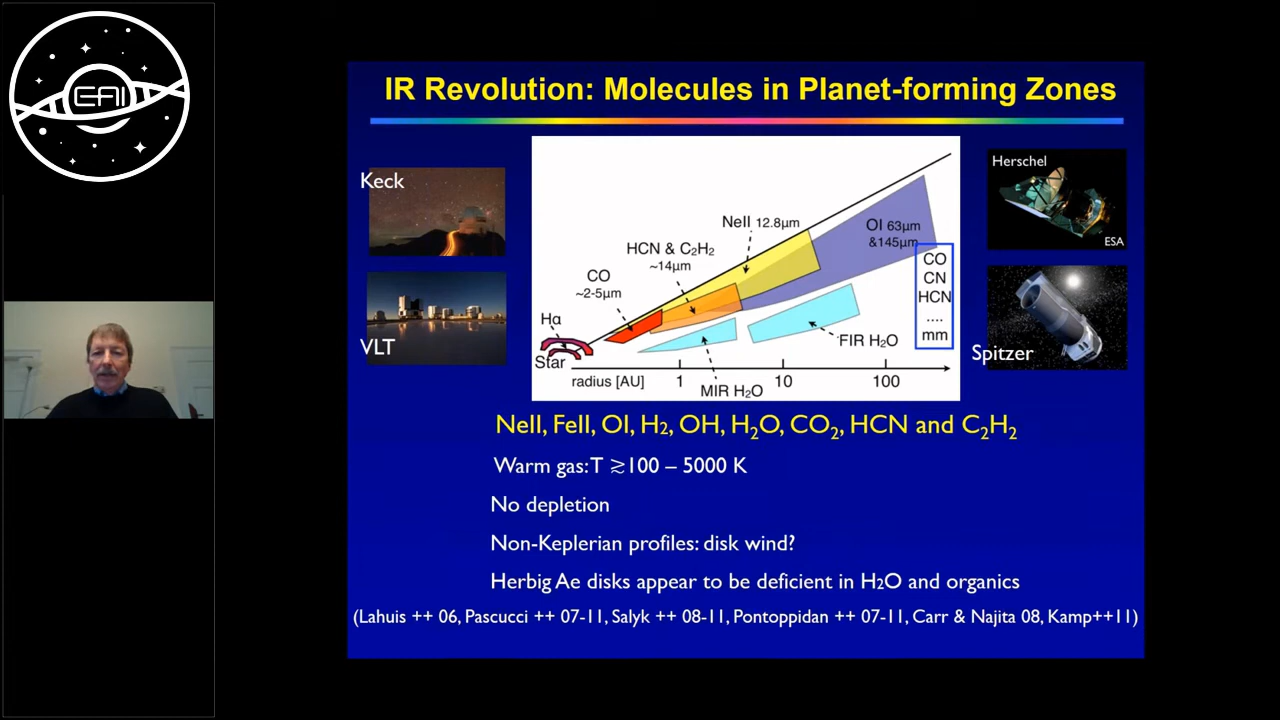 EAI
IR Revolution: Molecules in Planet-forming Zones
Keck
VLT
Herschel
ESA
Spitzer
NeII 12.8μm
OI 63μm
&145μm
HCN & C₂H₂
~14μm
CO
~2-5μm
Hα
Star
CO
CN
HCN
....
mm
FIR H₂O
MIR H₂O
radius [AU]
1
10
100
NeII, FeII, OI, H₂, OH, H₂O, CO₂, HCN and C₂H₂
Warm gas: T ≳100 – 5000 K
No depletion
Non-Keplerian profiles: disk wind?
Herbig Ae disks appear to be deficient in H₂O and organics
(Lahuis ++ 06, Pascucci ++ 07-11, Salyk ++ 08-11, Pontoppidan ++ 07-11, Carr & Najita 08, Kamp++11)